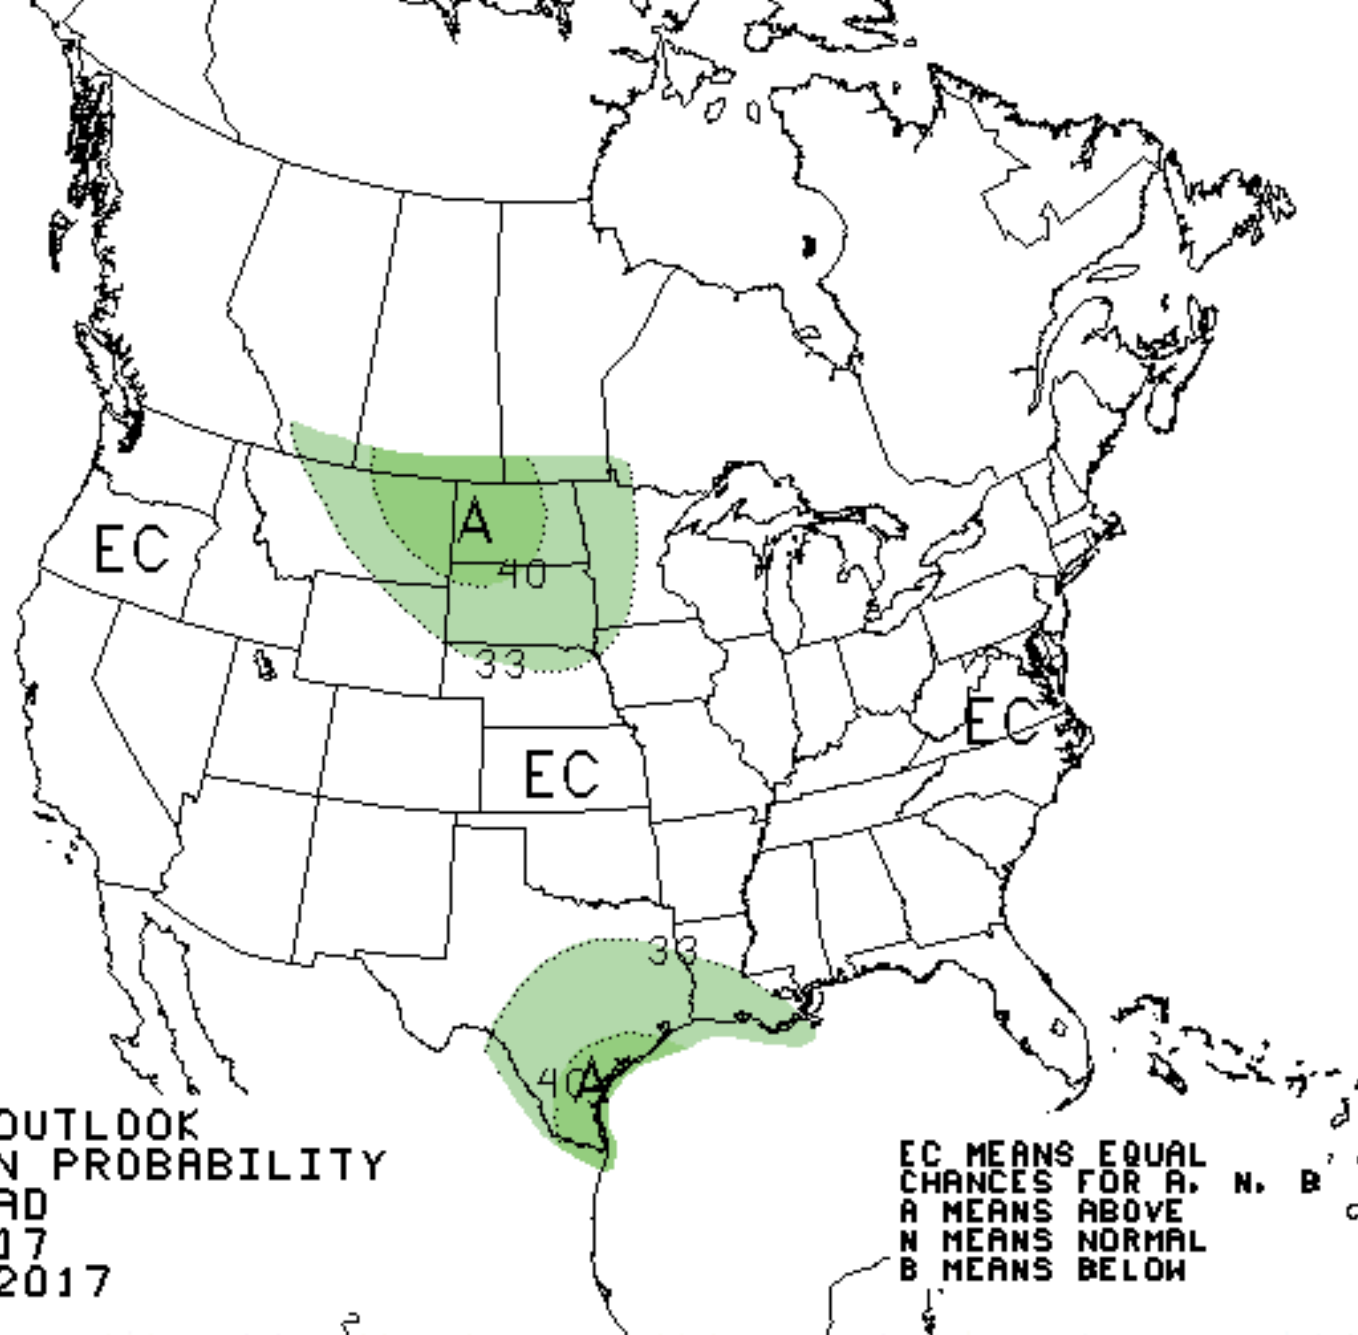 A
EC
40
33
EC
EC
33
40
A
OUTLOOK
N PROBABILITY
AD
17
2017
EC MEANS EQUAL
CHANCES FOR A, N, B
A MEANS ABOVE
N MEANS NORMAL
B MEANS BELOW